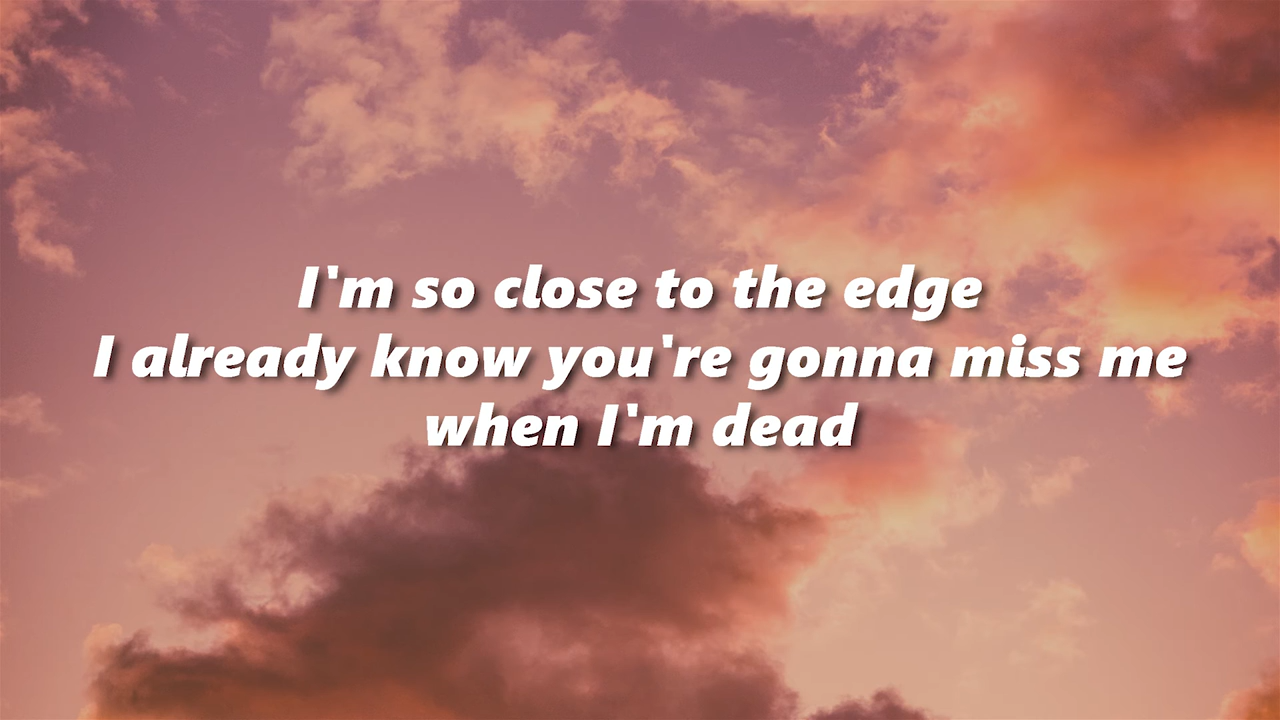 I'm so close to the edge
I already know you're gonna miss me
when I'm dead